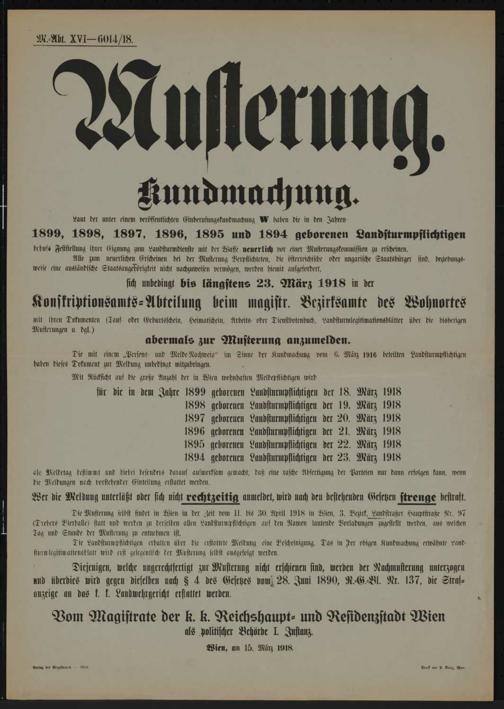 M.-Abt. XVI—6014/18.
Musterung.
Kundmachung.
Laut der unter einem veröffentlichten Einberufungskundmachung W haben die in den Jahren
1899, 1898, 1897, 1896, 1895 und 1894 geborenen Landsturmpflichtigen
behufs Feststellung ihrer Eignung zum Landsturmdienste mit der Waffe neuerlich vor einer Musterungskommission zu erscheinen.
Alle zum neuerlichen Erscheinen bei der Musterung Verpflichteten, die österreichische oder ungarische Staatsbürger sind, beziehungs-
weise eine ausländische Staatsangehörigkeit nicht nachzuweisen vermögen, werden hiemit aufgefordert,
sich unbedingt bis längstens 23. März 1918 in der
Konskriptionsamts-Abteilung beim magistr. Bezirksamte des Wohnortes
mit ihren Dokumenten (Tauf- oder Geburtsschein, Heimatschein, Arbeits- oder Dienstbotenbuch, Landsturmlegitimationsblätter über die bisherigen
Musterungen u. dgl.)
abermals zur Musterung anzumelden.
Die mit einem „Personal- und Melde-Nachweis" im Sinne der Kundmachung vom 6. März 1916 beteilten Landsturmpflichtigen
haben dieses Dokument zur Meldung unbedingt mitzubringen.
Mit Rücksicht auf die große Anzahl der in Wien wohnhaften Meldepflichtigen wird
für die in dem Jahre 1899 geborenen Landsturmpflichtigen der 18. März 1918
1898 geborenen Landsturmpflichtigen der 19. März 1918
1897 geborenen Landsturmpflichtigen der 20. März 1918
1896 geborenen Landsturmpflichtigen der 21. März 1918
1895 geborenen Landsturmpflichtigen der 22. März 1918
1894 geborenen Landsturmpflichtigen der 23. März 1918
als Meldetag bestimmt und hiebei besonders darauf aufmerksam gemacht, daß eine rasche Abfertigung der Parteien nur dann erfolgen kann, wenn
die Meldungen nach vorstehender Einteilung erstattet werden.
Wer die Meldung unterläßt oder sich nicht rechtzeitig anmeldet, wird nach den bestehenden Gesetzen strenge bestraft.
Die Musterung selbst findet in Wien in der Zeit vom 11. bis 30. April 1918 in Wien, 3. Bezirk, Landstraßer Hauptstraße Nr. 97
(Drehers Bierhalle) statt und werden zu derselben allen Landsturmpflichtigen auf den Namen lautende Vorladungen zugestellt werden, aus welchen
Tag und Stunde der Musterung zu entnehmen ist.
Die Landsturmpflichtigen erhalten über die erstattete Meldung eine Bescheinigung. Das in der obigen Kundmachung erwähnte Land-
sturmlegitimationsblatt wird erst gelegentlich der Musterung selbst ausgefolgt werden.
Diejenigen, welche ungerechtfertigt zur Musterung nicht erschienen sind, werden der Nachmusterung unterzogen
und überdies wird gegen dieselben nach § 4 des Gesetzes vom 28. Juni 1890, R.-G.-Bl. Nr. 137, die Straf-
anzeige an das k. k. Landwehrgericht erstattet werden.
Vom Magistrate der k. k. Reichshaupt- und Residenzstadt Wien
als politischer Behörde I. Instanz.
Wien, am 15. März 1918.